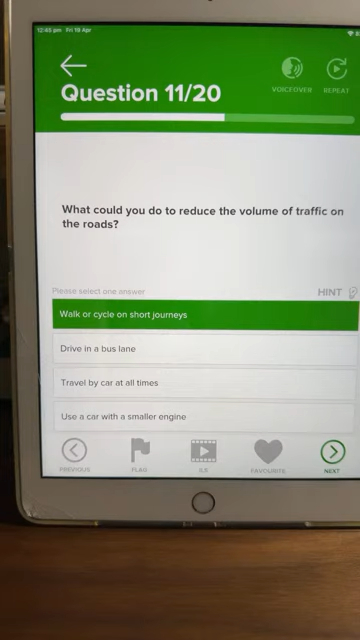 12:45 pm Fri 19 Apr
Question 11/20
VOICEOVER
REPEAT
What could you do to reduce the volume of traffic on
the roads?
Please select one answer
HINT
Walk or cycle on short journeys
Drive in a bus lane
Travel by car at all times
Use a car with a smaller engine
PREVIOUS
FLAG
ILS
FAVOURITE
NEXT